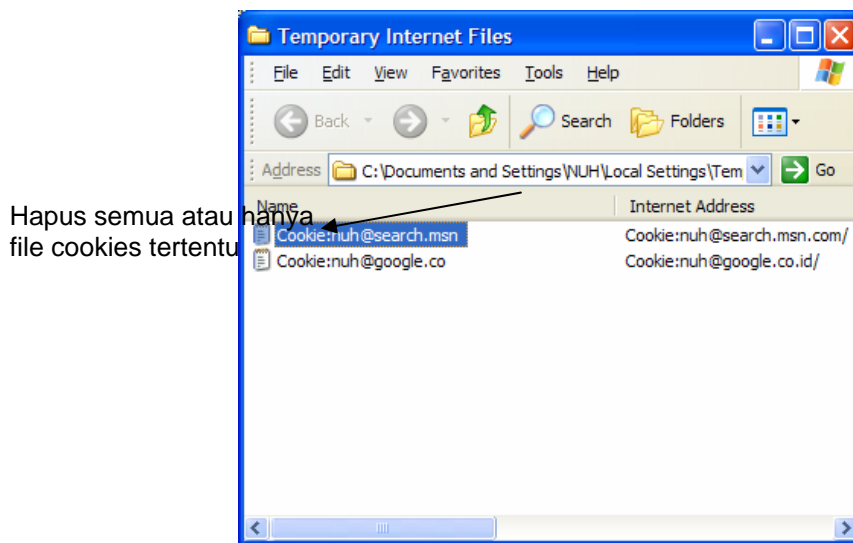 Temporary Internet Files
File Edit View Favorites Tools Help
Back Search Folders
Address C:\Documents and Settings\NUH\Local Settings\Tem Go
Name Internet Address
Hapus semua atau hanya
file cookies tertentu
Cookie:nuh@search.msn Cookie:nuh@search.msn.com/
Cookie:nuh@google.co Cookie:nuh@google.co.id/